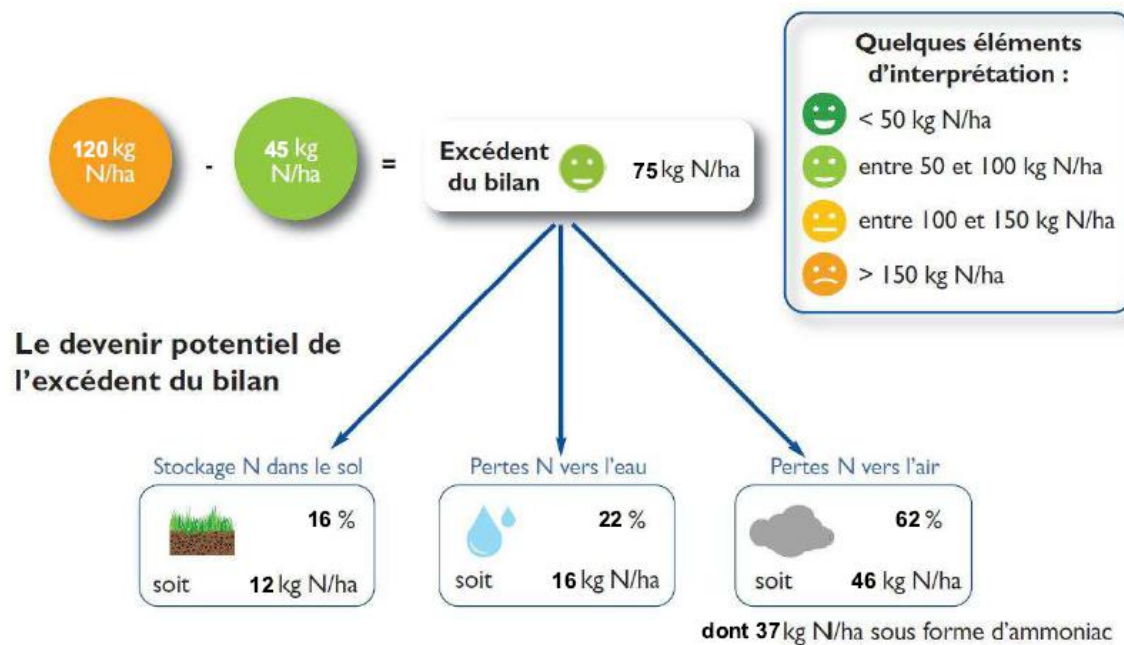 Quelques éléments
d'interprétation :
< 50 kg N/ha
entre 50 et 100 kg N/ha
entre 100 et 150 kg N/ha
> 150 kg N/ha
120 kg
N/ha
-
45 kg
N/ha
=
Excédent
du bilan
75 kg N/ha
Le devenir potentiel de
l'excédent du bilan
Stockage N dans le sol
16 %
soit 12 kg N/ha
Pertes N vers l'eau
22 %
soit 16 kg N/ha
Pertes N vers l'air
62 %
soit 46 kg N/ha
dont 37 kg N/ha sous forme d'ammoniac